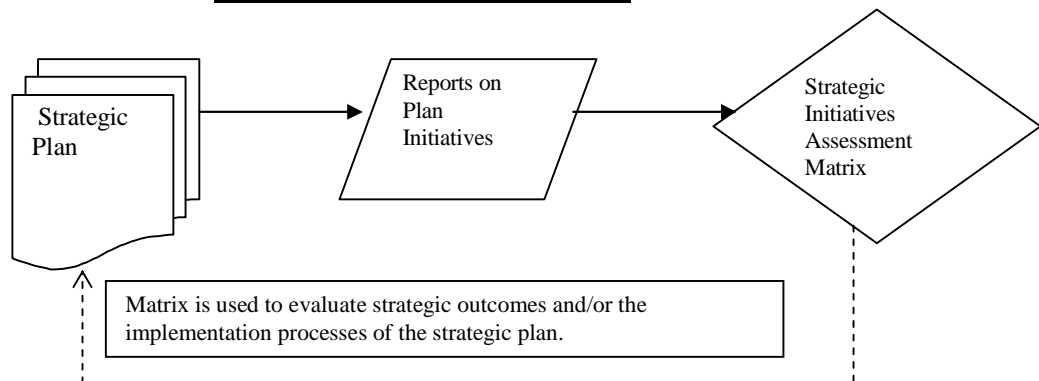 Strategic
Plan
Reports on
Plan
Initiatives
Strategic
Initiatives
Assessment
Matrix
Matrix is used to evaluate strategic outcomes and/or the
implementation processes of the strategic plan.